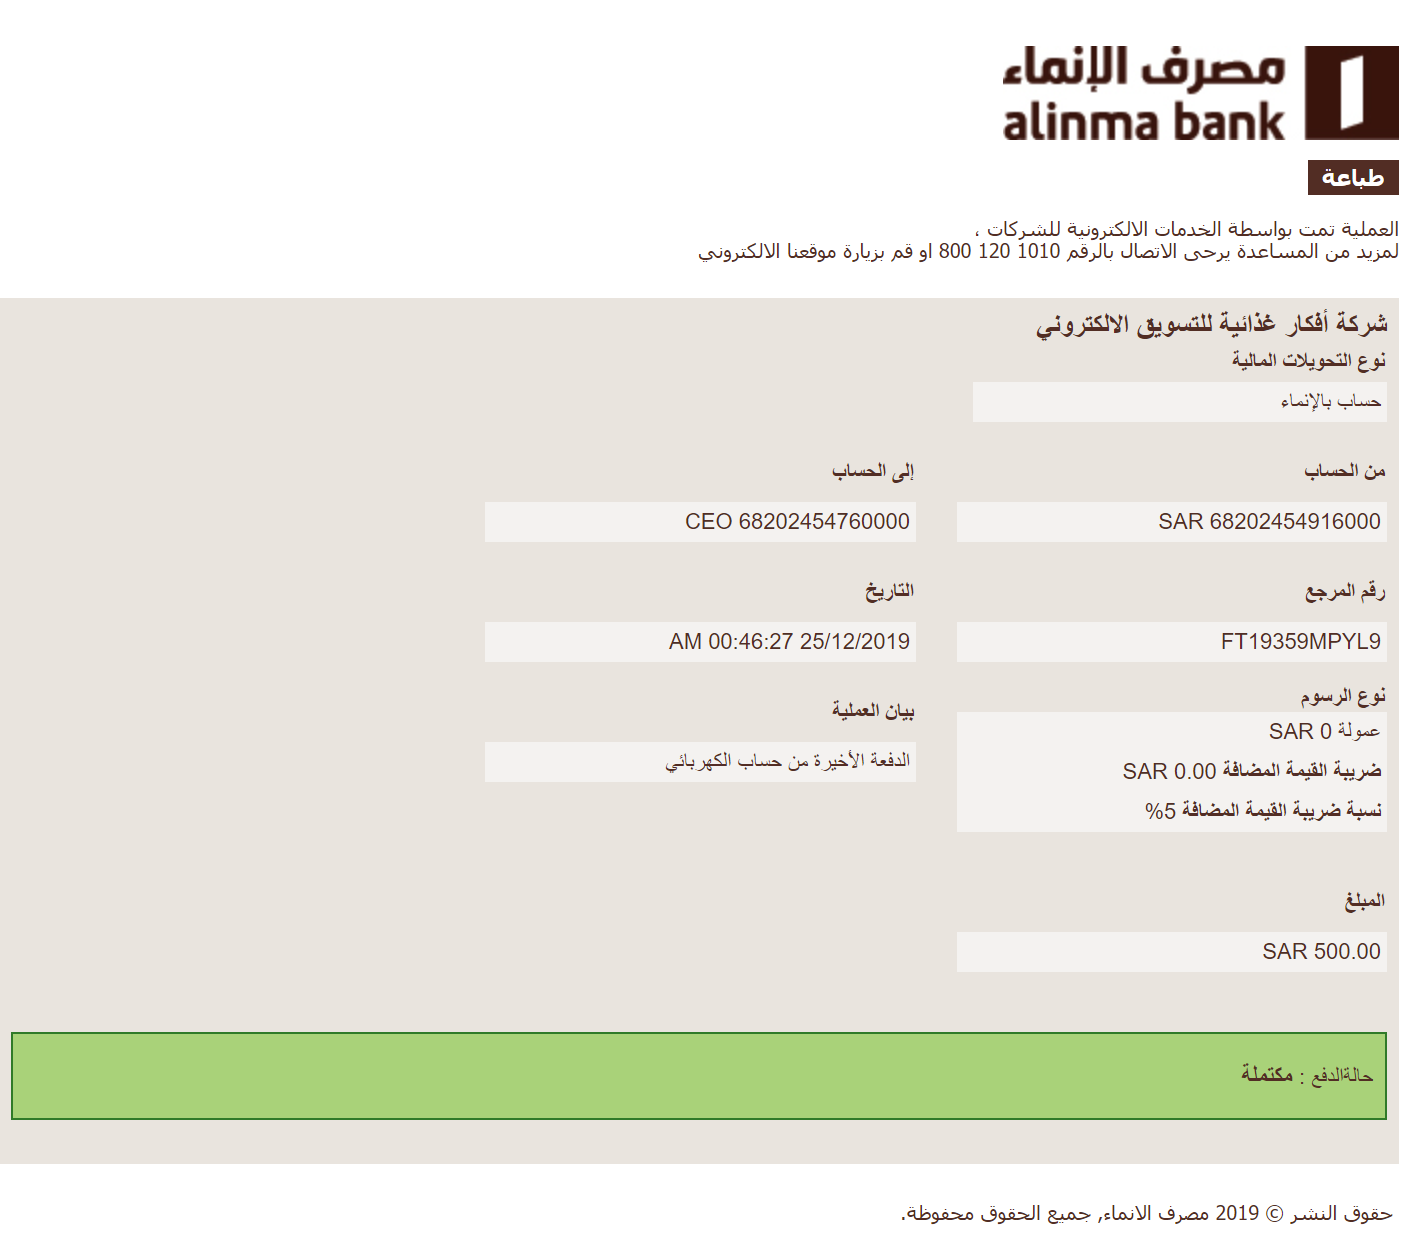 مصرف الإنماء
alinma bank
طباعة
العملية تمت بواسطة الخدمات الالكترونية للشركات ،
لمزيد من المساعدة يرحى الاتصال بالرقم 1010 120 800 او قم بزيارة موقعنا الالكتروني
شركة أفكار غذائية للتسويق الالكتروني
نوع التحويلات المالية
حساب بالإنماء
من الحساب
SAR 68202454916000
إلى الحساب
CEO 68202454760000
رقم المرجع
FT19359MPYL9
التاريخ
AM 00:46:27 25/12/2019
نوع الرسوم
عمولة SAR 0
ضريبة القيمة المضافة SAR 0.00
نسبة ضريبة القيمة المضافة %5
بيان العملية
الدفعة الأخيرة من حساب الكهربائي
المبلغ
SAR 500.00
حالةالدفع : مكتملة
حقوق النشر © 2019 مصرف الانماء, جميع الحقوق محفوظة.